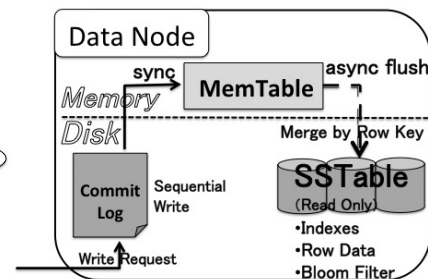 Data Node
sync
MemTable
async flush
Memory
Disk
Merge by Row Key
Commit
Log
Sequential
Write
SSTable
(Read Only)
•Indexes
•Row Data
•Bloom Filter
Write Request